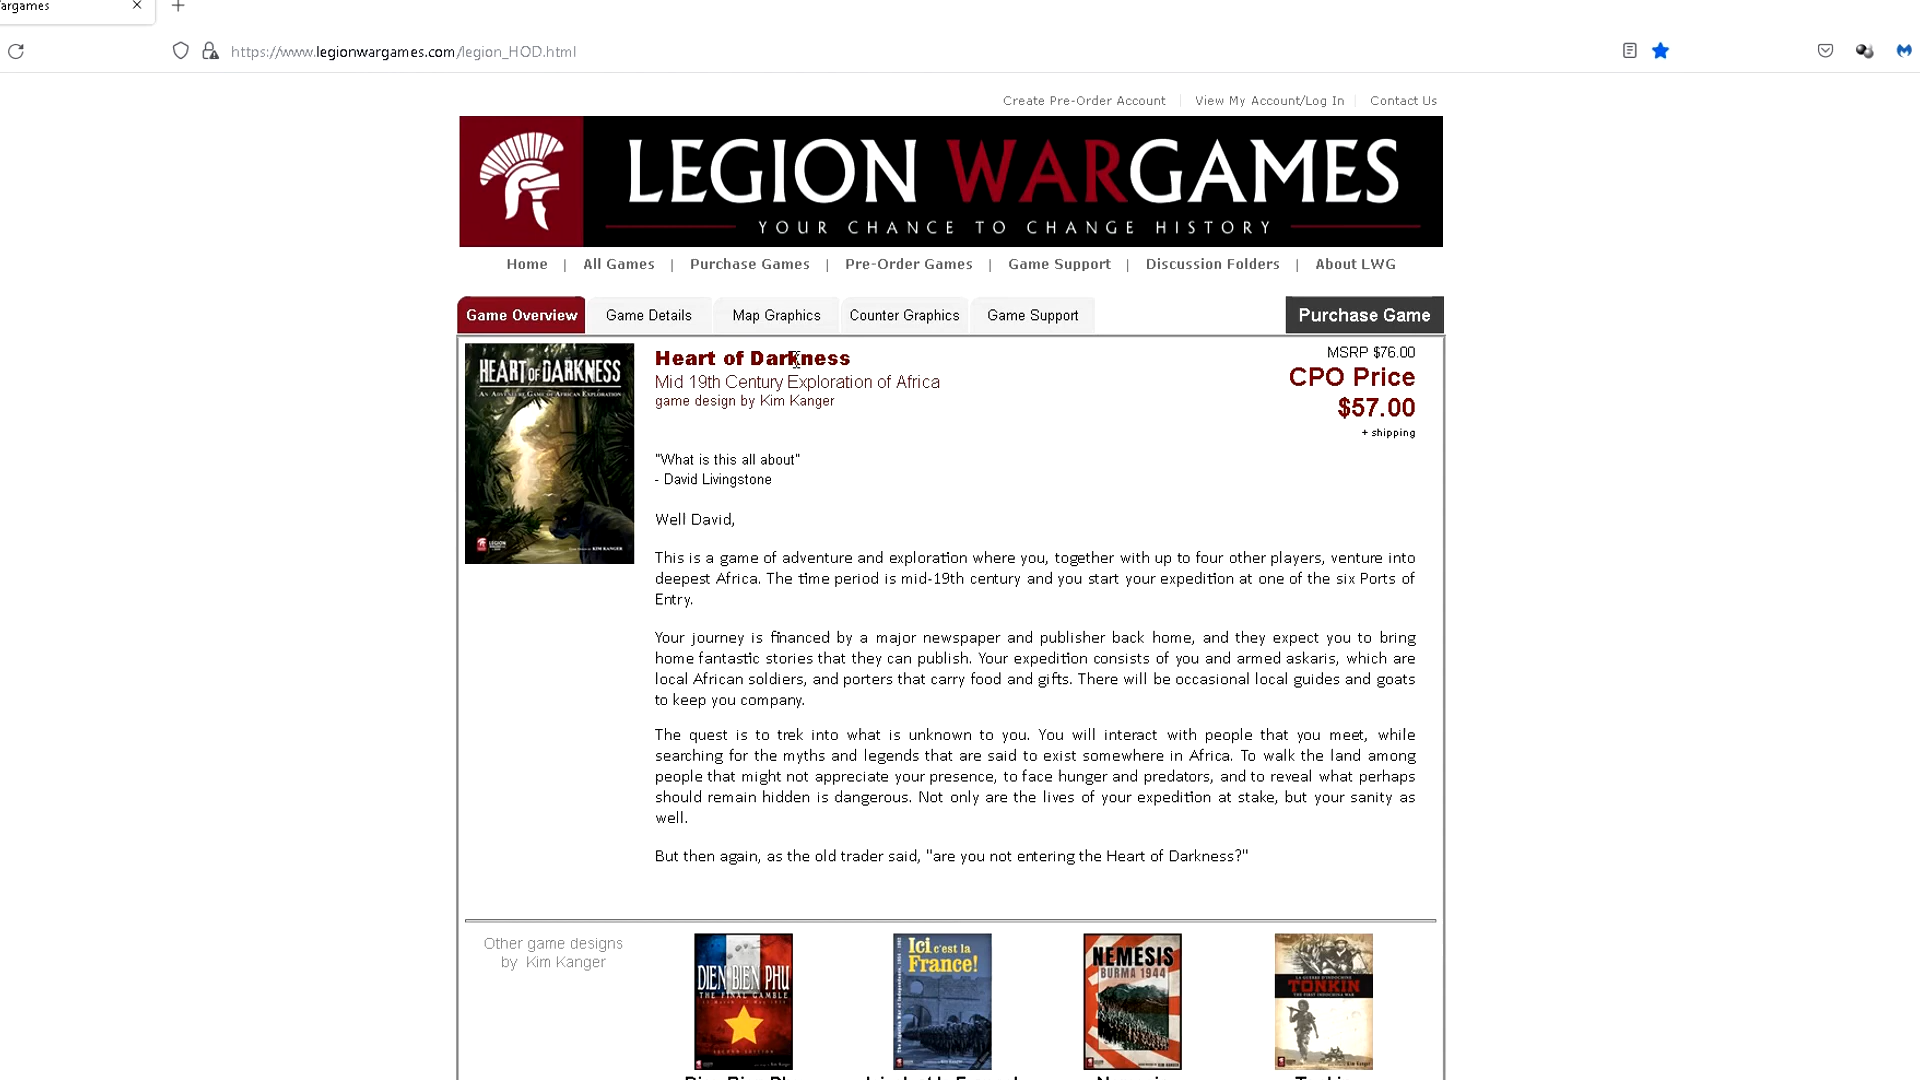 argames
https://www.legionwargames.com/legion_HOD.html
Create Pre-Order Account | View My Account/Log In | Contact Us
LEGION WARGAMES
YOUR CHANCE TO CHANGE HISTORY
Home | All Games | Purchase Games | Pre-Order Games | Game Support | Discussion Folders | About LWG
Game Overview Game Details Map Graphics Counter Graphics Game Support Purchase Game
HEART OF DARKNESS
AN ADVENTURE GAME OF AFRICAN EXPLORATION
LEGION
KIM KANGER
Heart of Darkness
Mid 19th Century Exploration of Africa
game design by Kim Kanger
MSRP $76.00
CPO Price
$57.00
+ shipping
"What is this all about"
- David Livingstone
Well David,
This is a game of adventure and exploration where you, together with up to four other players, venture into
deepest Africa. The time period is mid-19th century and you start your expedition at one of the six Ports of
Entry.
Your journey is financed by a major newspaper and publisher back home, and they expect you to bring
home fantastic stories that they can publish. Your expedition consists of you and armed askaris, which are
local African soldiers, and porters that carry food and gifts. There will be occasional local guides and goats
to keep you company.
The quest is to trek into what is unknown to you. You will interact with people that you meet, while
searching for the myths and legends that are said to exist somewhere in Africa. To walk the land among
people that might not appreciate your presence, to face hunger and predators, and to reveal what perhaps
should remain hidden is dangerous. Not only are the lives of your expedition at stake, but your sanity as
well.
But then again, as the old trader said, "are you not entering the Heart of Darkness?"
Other game designs
by Kim Kanger
DIEN BIEN PHU
THE FINAL GAMBLE
SECOND EDITION
Ici c'est la
France!
NEMESIS
BURMA 1944
LA GUERRE D'INDOCHINE
TONKIN
THE FIRST INDOCHINA WAR